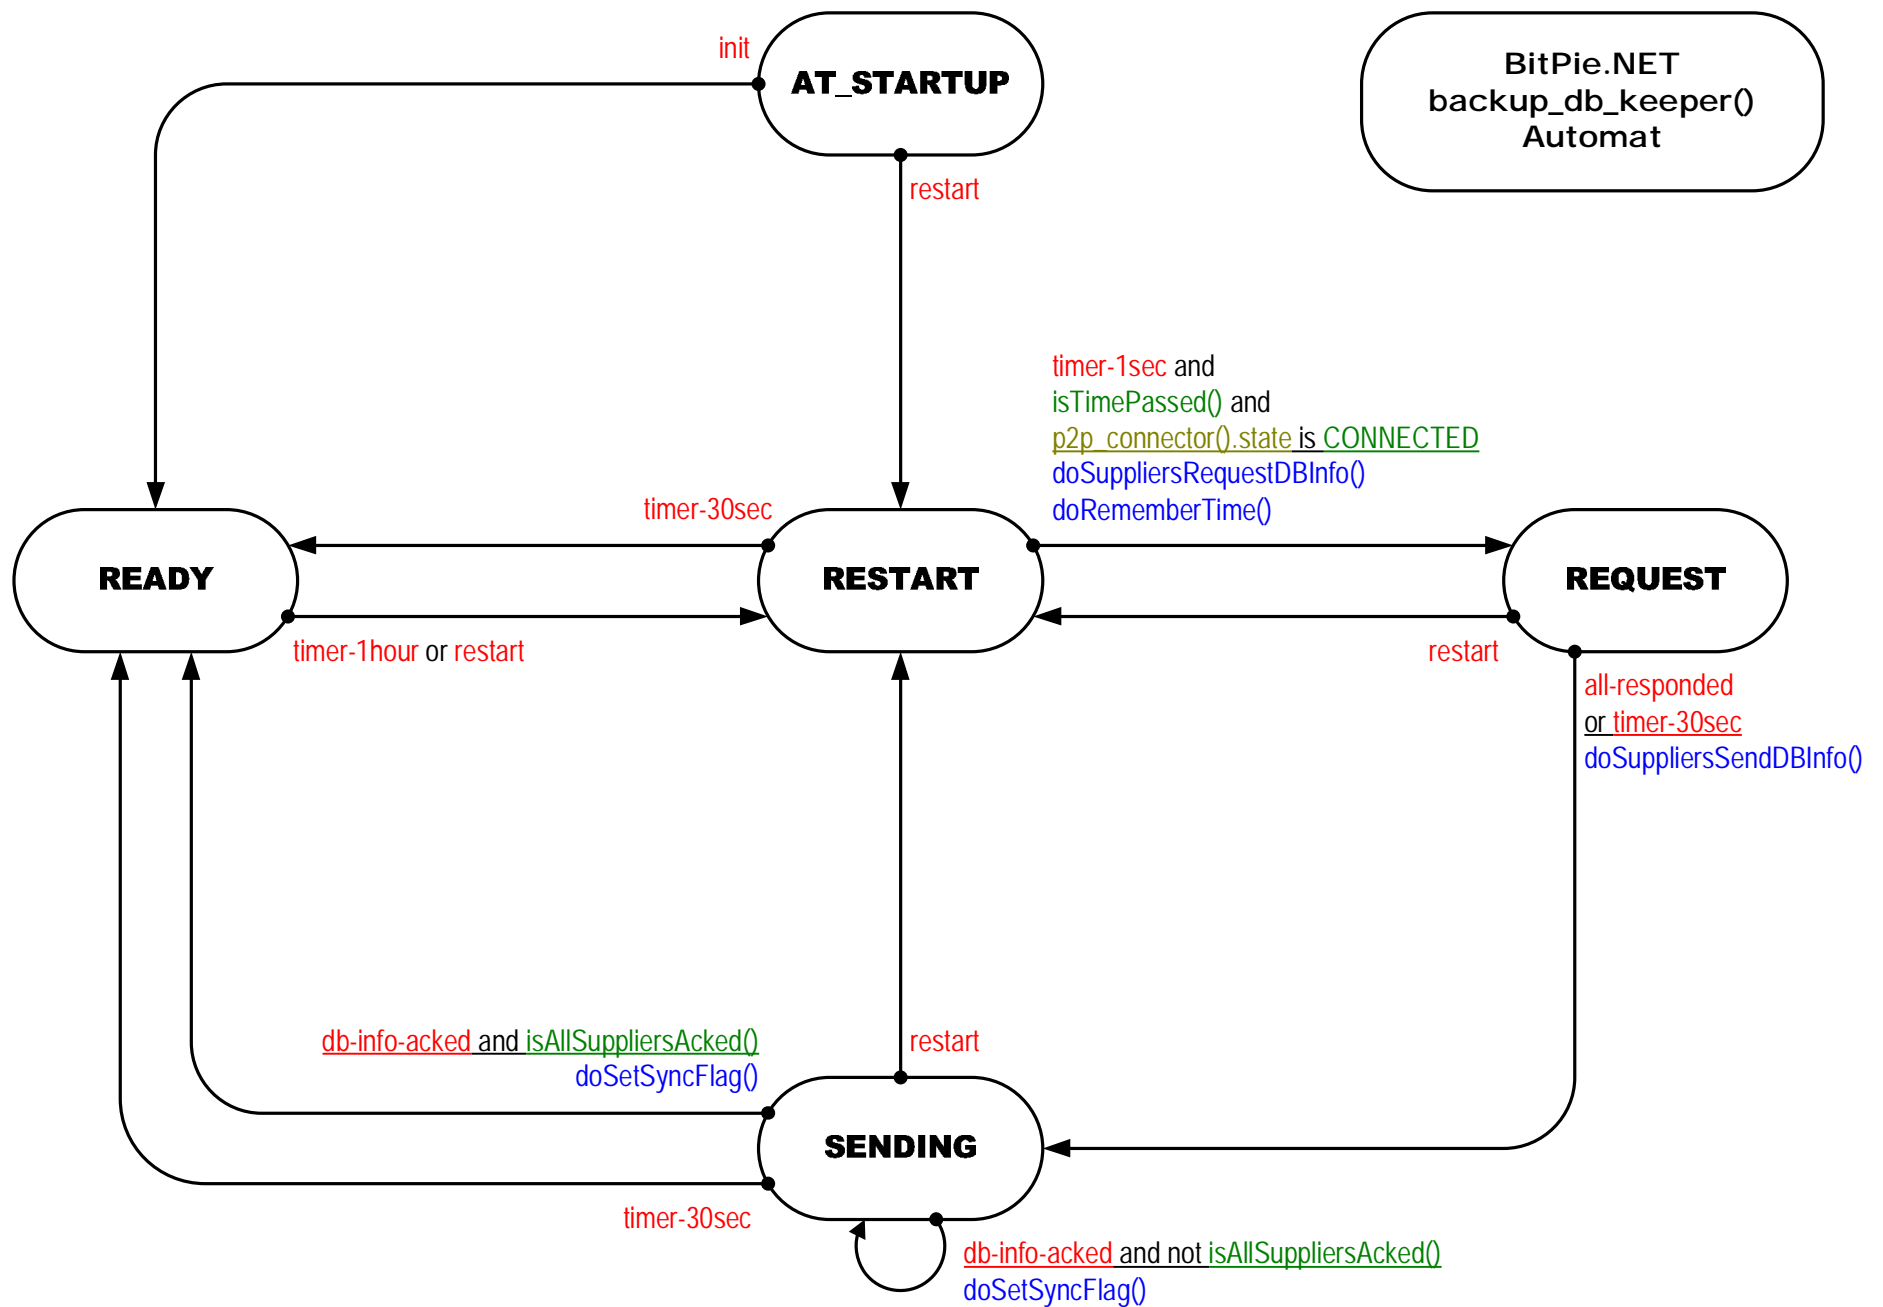 init
AT_STARTUP
BitPie.NET
backup_db_keeper()
Automat
restart
timer-1sec and
isTimePassed() and
p2p_connector().state is CONNECTED
doSuppliersRequestDBInfo()
doRememberTime()
timer-30sec
READY
RESTART
REQUEST
timer-1hour or restart
restart
all-responded
or timer-30sec
doSuppliersSendDBInfo()
db-info-acked and isAllSuppliersAcked()
doSetSyncFlag()
restart
SENDING
timer-30sec
db-info-acked and not isAllSuppliersAcked()
doSetSyncFlag()